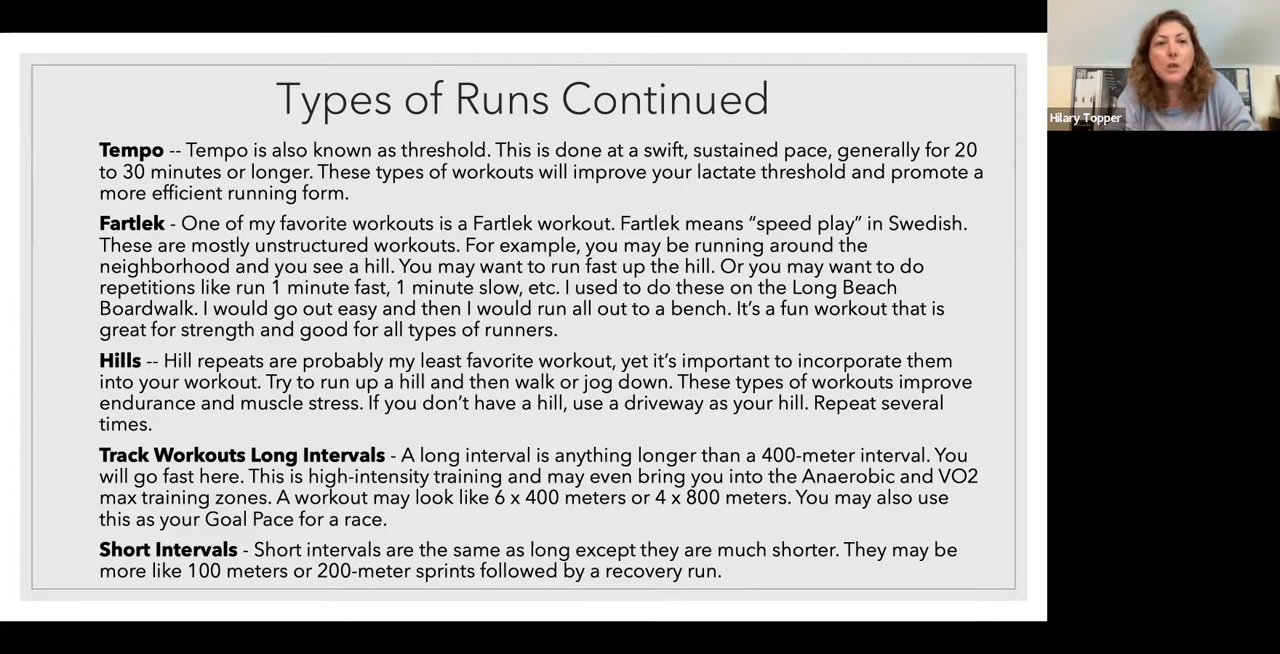 Types of Runs Continued
Tempo -- Tempo is also known as threshold. This is done at a swift, sustained pace, generally for 20
to 30 minutes or longer. These types of workouts will improve your lactate threshold and promote a
more efficient running form.
Fartlek - One of my favorite workouts is a Fartlek workout. Fartlek means “speed play” in Swedish.
These are mostly unstructured workouts. For example, you may be running around the
neighborhood and you see a hill. You may want to run fast up the hill. Or you may want to do
repetitions like run 1 minute fast, 1 minute slow, etc. I used to do these on the Long Beach
Boardwalk. I would go out easy and then I would run all out to a bench. It’s a fun workout that is
great for strength and good for all types of runners.
Hills -- Hill repeats are probably my least favorite workout, yet it’s important to incorporate them
into your workout. Try to run up a hill and then walk or jog down. These types of workouts improve
endurance and muscle stress. If you don’t have a hill, use a driveway as your hill. Repeat several
times.
Track Workouts Long Intervals - A long interval is anything longer than a 400-meter interval. You
will go fast here. This is high-intensity training and may even bring you into the Anaerobic and VO2
max training zones. A workout may look like 6 x 400 meters or 4 x 800 meters. You may also use
this as your Goal Pace for a race.
Short Intervals - Short intervals are the same as long except they are much shorter. They may be
more like 100 meters or 200-meter sprints followed by a recovery run.
Hilary Topper